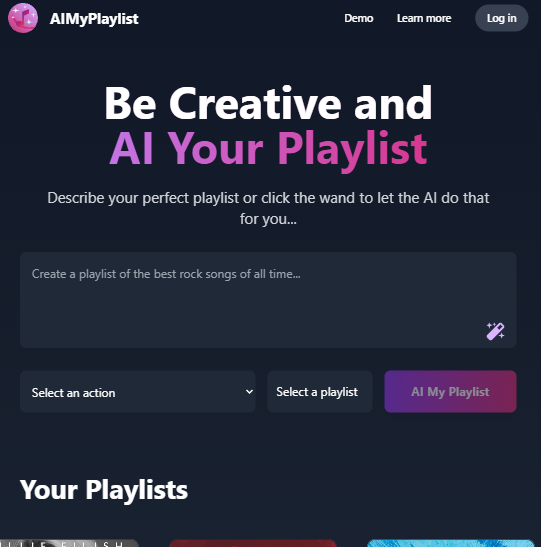 AIMyPlaylist
Demo
Learn more
Log in
Be Creative and
AI Your Playlist
Describe your perfect playlist or click the wand to let the AI do that
for you...
Create a playlist of the best rock songs of all time...
Select an action
Select a playlist
AI My Playlist
Your Playlists